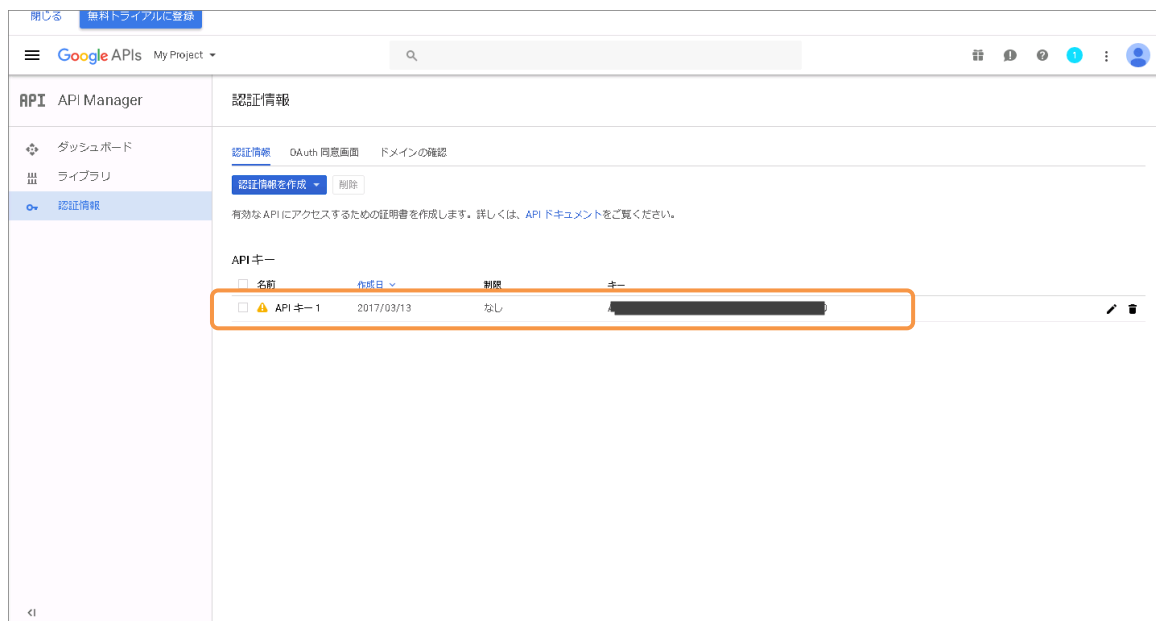 閉じる 無料トライアルに登録
Google APIs My Project
1
API API Manager
認証情報
ダッシュボード
ライブラリ
認証情報
認証情報 OAuth 同意画面 ドメインの確認
認証情報を作成 削除
有効な API にアクセスするための証明書を作成します。詳しくは、API ドキュメントをご覧ください。
API キー
名前 作成日 制限 キー
API キー 1 2017/03/13 なし